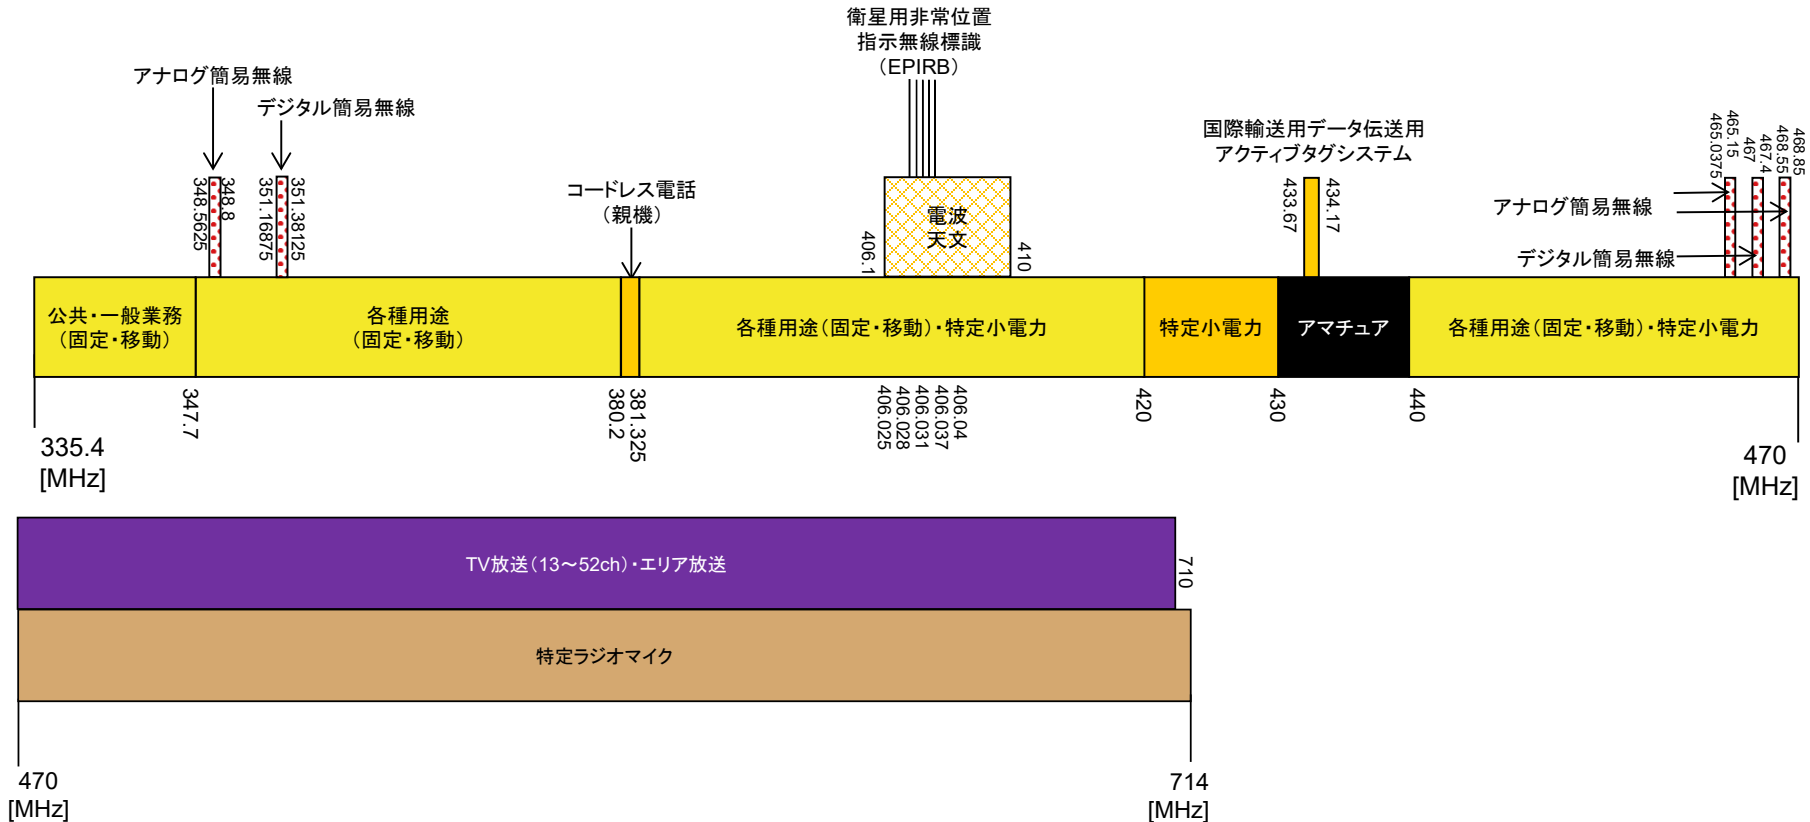 衛星用非常位置
指示無線標識
(EPIRB)
アナログ簡易無線
デジタル簡易無線
348.8
348.5625
351.38125
351.16875
コードレス電話
(親機)
電波
天文
406.1
410
国際輸送用データ伝送用
アクティブタグシステム
433.67
434.17
468.85
468.55
467.4
467
465.15
465.0375
アナログ簡易無線
デジタル簡易無線
公共・一般業務
(固定・移動)
各種用途
(固定・移動)
各種用途(固定・移動)・特定小電力
特定小電力
アマチュア
各種用途(固定・移動)・特定小電力
335.4
[MHz]
347.7
381.325
380.2
406.04
406.037
406.031
406.028
406.025
420
430
440
470
[MHz]
TV放送(13~52ch)・エリア放送
710
特定ラジオマイク
470
[MHz]
714
[MHz]